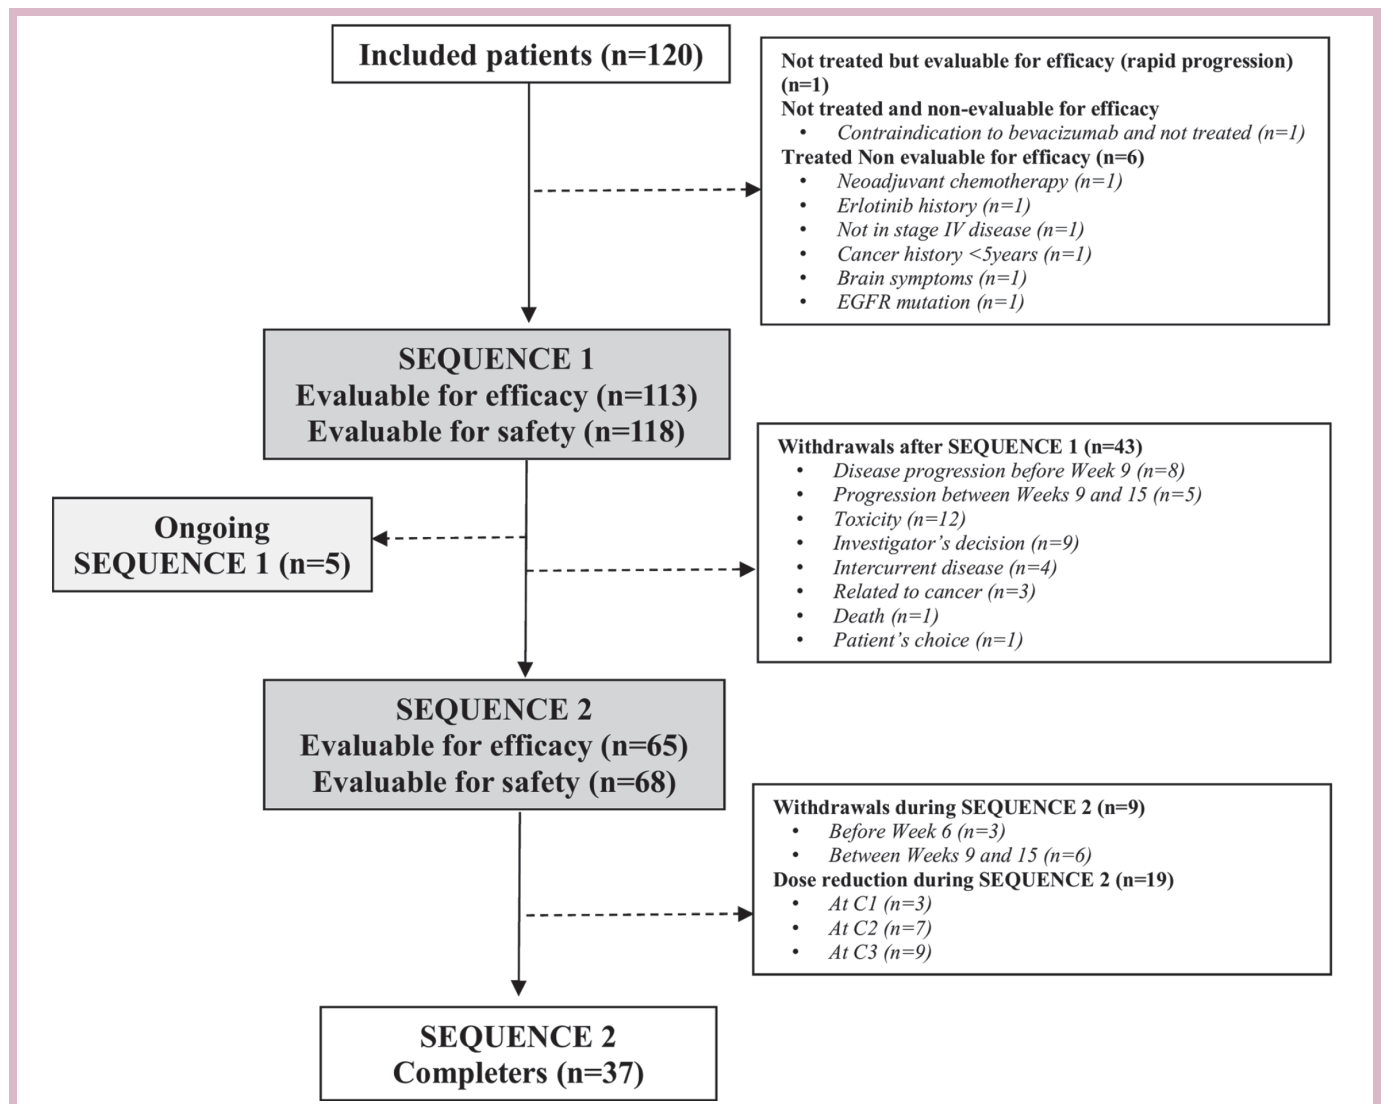 Included patients (n=120)
Not treated but evaluable for efficacy (rapid progression)
(n=1)
Not treated and non-evaluable for efficacy
• Contraindication to bevacizumab and not treated (n=1)
Treated Non evaluable for efficacy (n=6)
• Neoadjuvant chemotherapy (n=1)
• Erlotinib history (n=1)
• Not in stage IV disease (n=1)
• Cancer history <5years (n=1)
• Brain symptoms (n=1)
• EGFR mutation (n=1)
SEQUENCE 1
Evaluable for efficacy (n=113)
Evaluable for safety (n=118)
Withdrawals after SEQUENCE 1 (n=43)
• Disease progression before Week 9 (n=8)
• Progression between Weeks 9 and 15 (n=5)
• Toxicity (n=12)
• Investigator’s decision (n=9)
• Intercurrent disease (n=4)
• Related to cancer (n=3)
• Death (n=1)
• Patient’s choice (n=1)
Ongoing
SEQUENCE 1 (n=5)
SEQUENCE 2
Evaluable for efficacy (n=65)
Evaluable for safety (n=68)
Withdrawals during SEQUENCE 2 (n=9)
• Before Week 6 (n=3)
• Between Weeks 9 and 15 (n=6)
Dose reduction during SEQUENCE 2 (n=19)
• At C1 (n=3)
• At C2 (n=7)
• At C3 (n=9)
SEQUENCE 2
Completers (n=37)